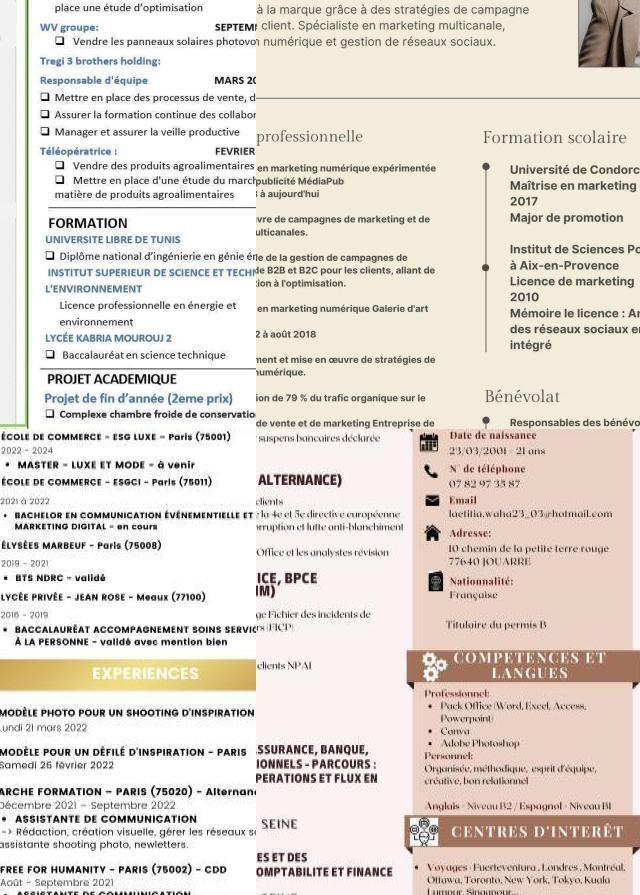 place une étude d'optimisation
WV groupe:
SEPTEM
Vendre les panneaux solaires photovo
Tregi 3 brothers holding:
Responsable d'équipe
MARS 20
Mettre en place des processus de vente, d
Assurer la formation continue des collabor
Manager et assurer la veille productive
Téléopératrice :
FEVRIER
Vendre des produits agroalimentaires
Mettre en place d'une étude du march
matière de produits agroalimentaires
FORMATION
UNIVERSITE LIBRE DE TUNIS
Diplôme national d'ingénierie en génie én
INSTITUT SUPERIEUR DE SCIENCE ET TECHN
L'ENVIRONNEMENT
Licence professionnelle en énergie et
environnement
LYCÉE KABRIA MOUROUJ 2
Baccalauréat en science technique
PROJET ACADEMIQUE
Projet de fin d'année (2eme prix)
Complexe chambre froide de conservatio
à la marque grâce à des stratégies de campagne
client. Spécialiste en marketing multicanale,
numérique et gestion de réseaux sociaux.
professionnelle
en marketing numérique expérimentée
publicité MédiaPub
à aujourd'hui
vre de campagnes de marketing et de
ulticanales.
de la gestion de campagnes de
e B2B et B2C pour les clients, allant de
tion à l'optimisation.
en marketing numérique Galerie d'art
2 à août 2018
ment et mise en œuvre de stratégies de
numérique.
ion de 79 % du trafic organique sur le
de vente et de marketing Entreprise de
Formation scolaire
Université de Condorc
Maîtrise en marketing
2017
Major de promotion
Institut de Sciences Po
à Aix-en-Provence
Licence de marketing
2010
Mémoire le licence : An
des réseaux sociaux en
intégré
Bénévolat
Responsables des bénévo
ÉCOLE DE COMMERCE - ESG LUXE - Paris (75001)
2022 - 2024
• MASTER - LUXE ET MODE - à venir
ÉCOLE DE COMMERCE - ESGCI - Paris (75011)
2021 à 2022
• BACHELOR EN COMMUNICATION ÉVÉNEMENTIELLE ET
MARKETING DIGITAL - en cours
ÉLYSÉES MARBEUF - Paris (75008)
2019 - 2021
• BTS NDRC - validé
LYCÉE PRIVÉE - JEAN ROSE - Meaux (77100)
2016 - 2019
• BACCALAURÉAT ACCOMPAGNEMENT SOINS SERVIC
À LA PERSONNE - validé avec mention bien
EXPERIENCES
MODÈLE PHOTO POUR UN SHOOTING D'INSPIRATION
Lundi 21 mars 2022
MODÈLE POUR UN DÉFILÉ D'INSPIRATION - PARIS
Samedi 26 février 2022
ARCHE FORMATION - PARIS (75020) - Alternan
Décembre 2021 - Septembre 2022
• ASSISTANTE DE COMMUNICATION
-> Rédaction, création visuelle, gérer les réseaux s
assistante shooting photo, newletters.
FREE FOR HUMANITY - PARIS (75002) - CDD
Août - Septembre 2021
• ASSISTANTE DE COMMUNICATION
suspens bancaires déclarée
ALTERNANCE)
clients
la 4e et 5e directive européenne
rruption et lutte anti-blanchiment
Office et les analystes révision
ICE, BPCE
ge Fichier des incidents de
(FICP)
clients NPAI
SSURANCE, BANQUE,
IONNELS - PARCOURS :
PERATIONS ET FLUX EN
SEINE
ES ET DES
OMPTABILITE ET FINANCE
Date de naissance
23/03/2001 - 21 ans
N° de téléphone
07 82 97 35 87
Email
laetitia.waha23_03@hotmail.com
Adresse:
10 chemin de la petite terre rouge
77640 JOUARRE
Nationnalité:
Française
Titulaire du permis B
COMPETENCES ET
LANGUES
Professionnel:
• Pack Office (Word, Excel, Access,
Powerpoint)
• Canva
• Adobe Photoshop
Personnel:
Organisée, méthodique, esprit d'équipe,
créative, bon relationnel
Anglais - Niveau B2 / Espagnol - Niveau B1
CENTRES D'INTERÊT
• Voyages : Fuerteventura , Londres , Montréal,
Ottawa, Toronto, New York, Tokyo, Kuala
Lumpur, Singapour...